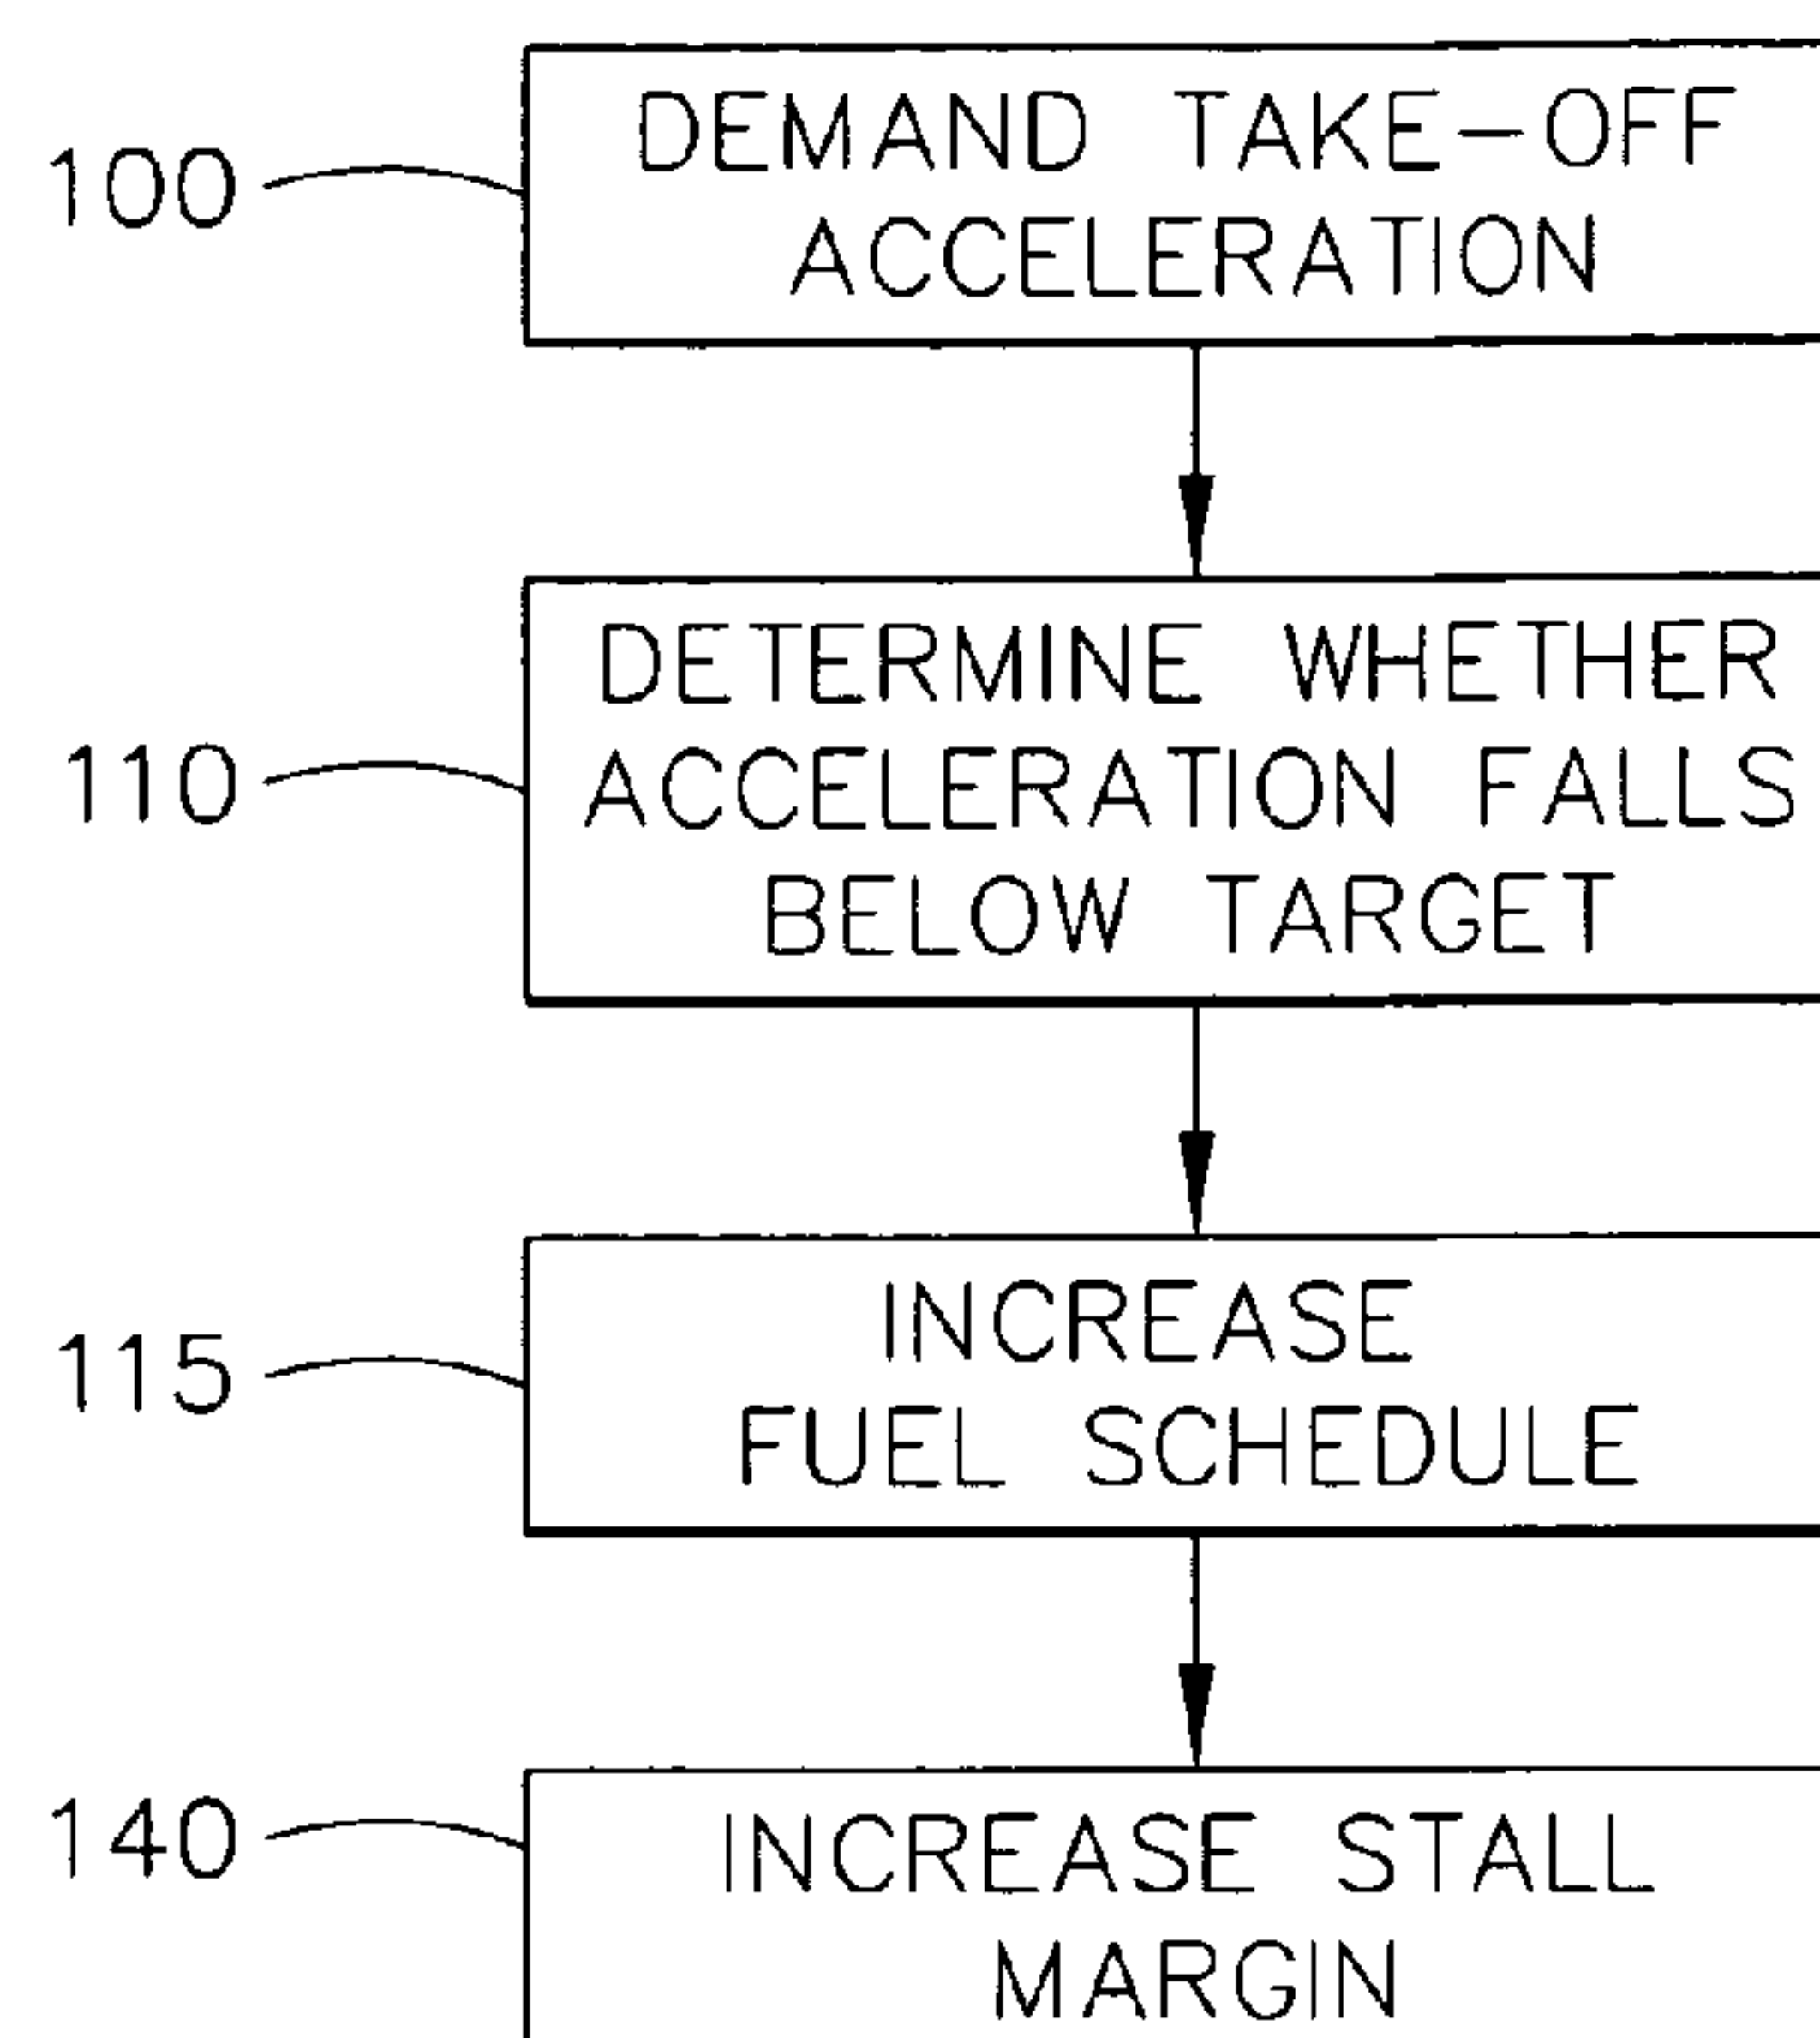 100
DEMAND TAKE-OFF
ACCELERATION
110
DETERMINE WHETHER
ACCELERATION FALLS
BELOW TARGET
115
INCREASE
FUEL SCHEDULE
140
INCREASE STALL
MARGIN